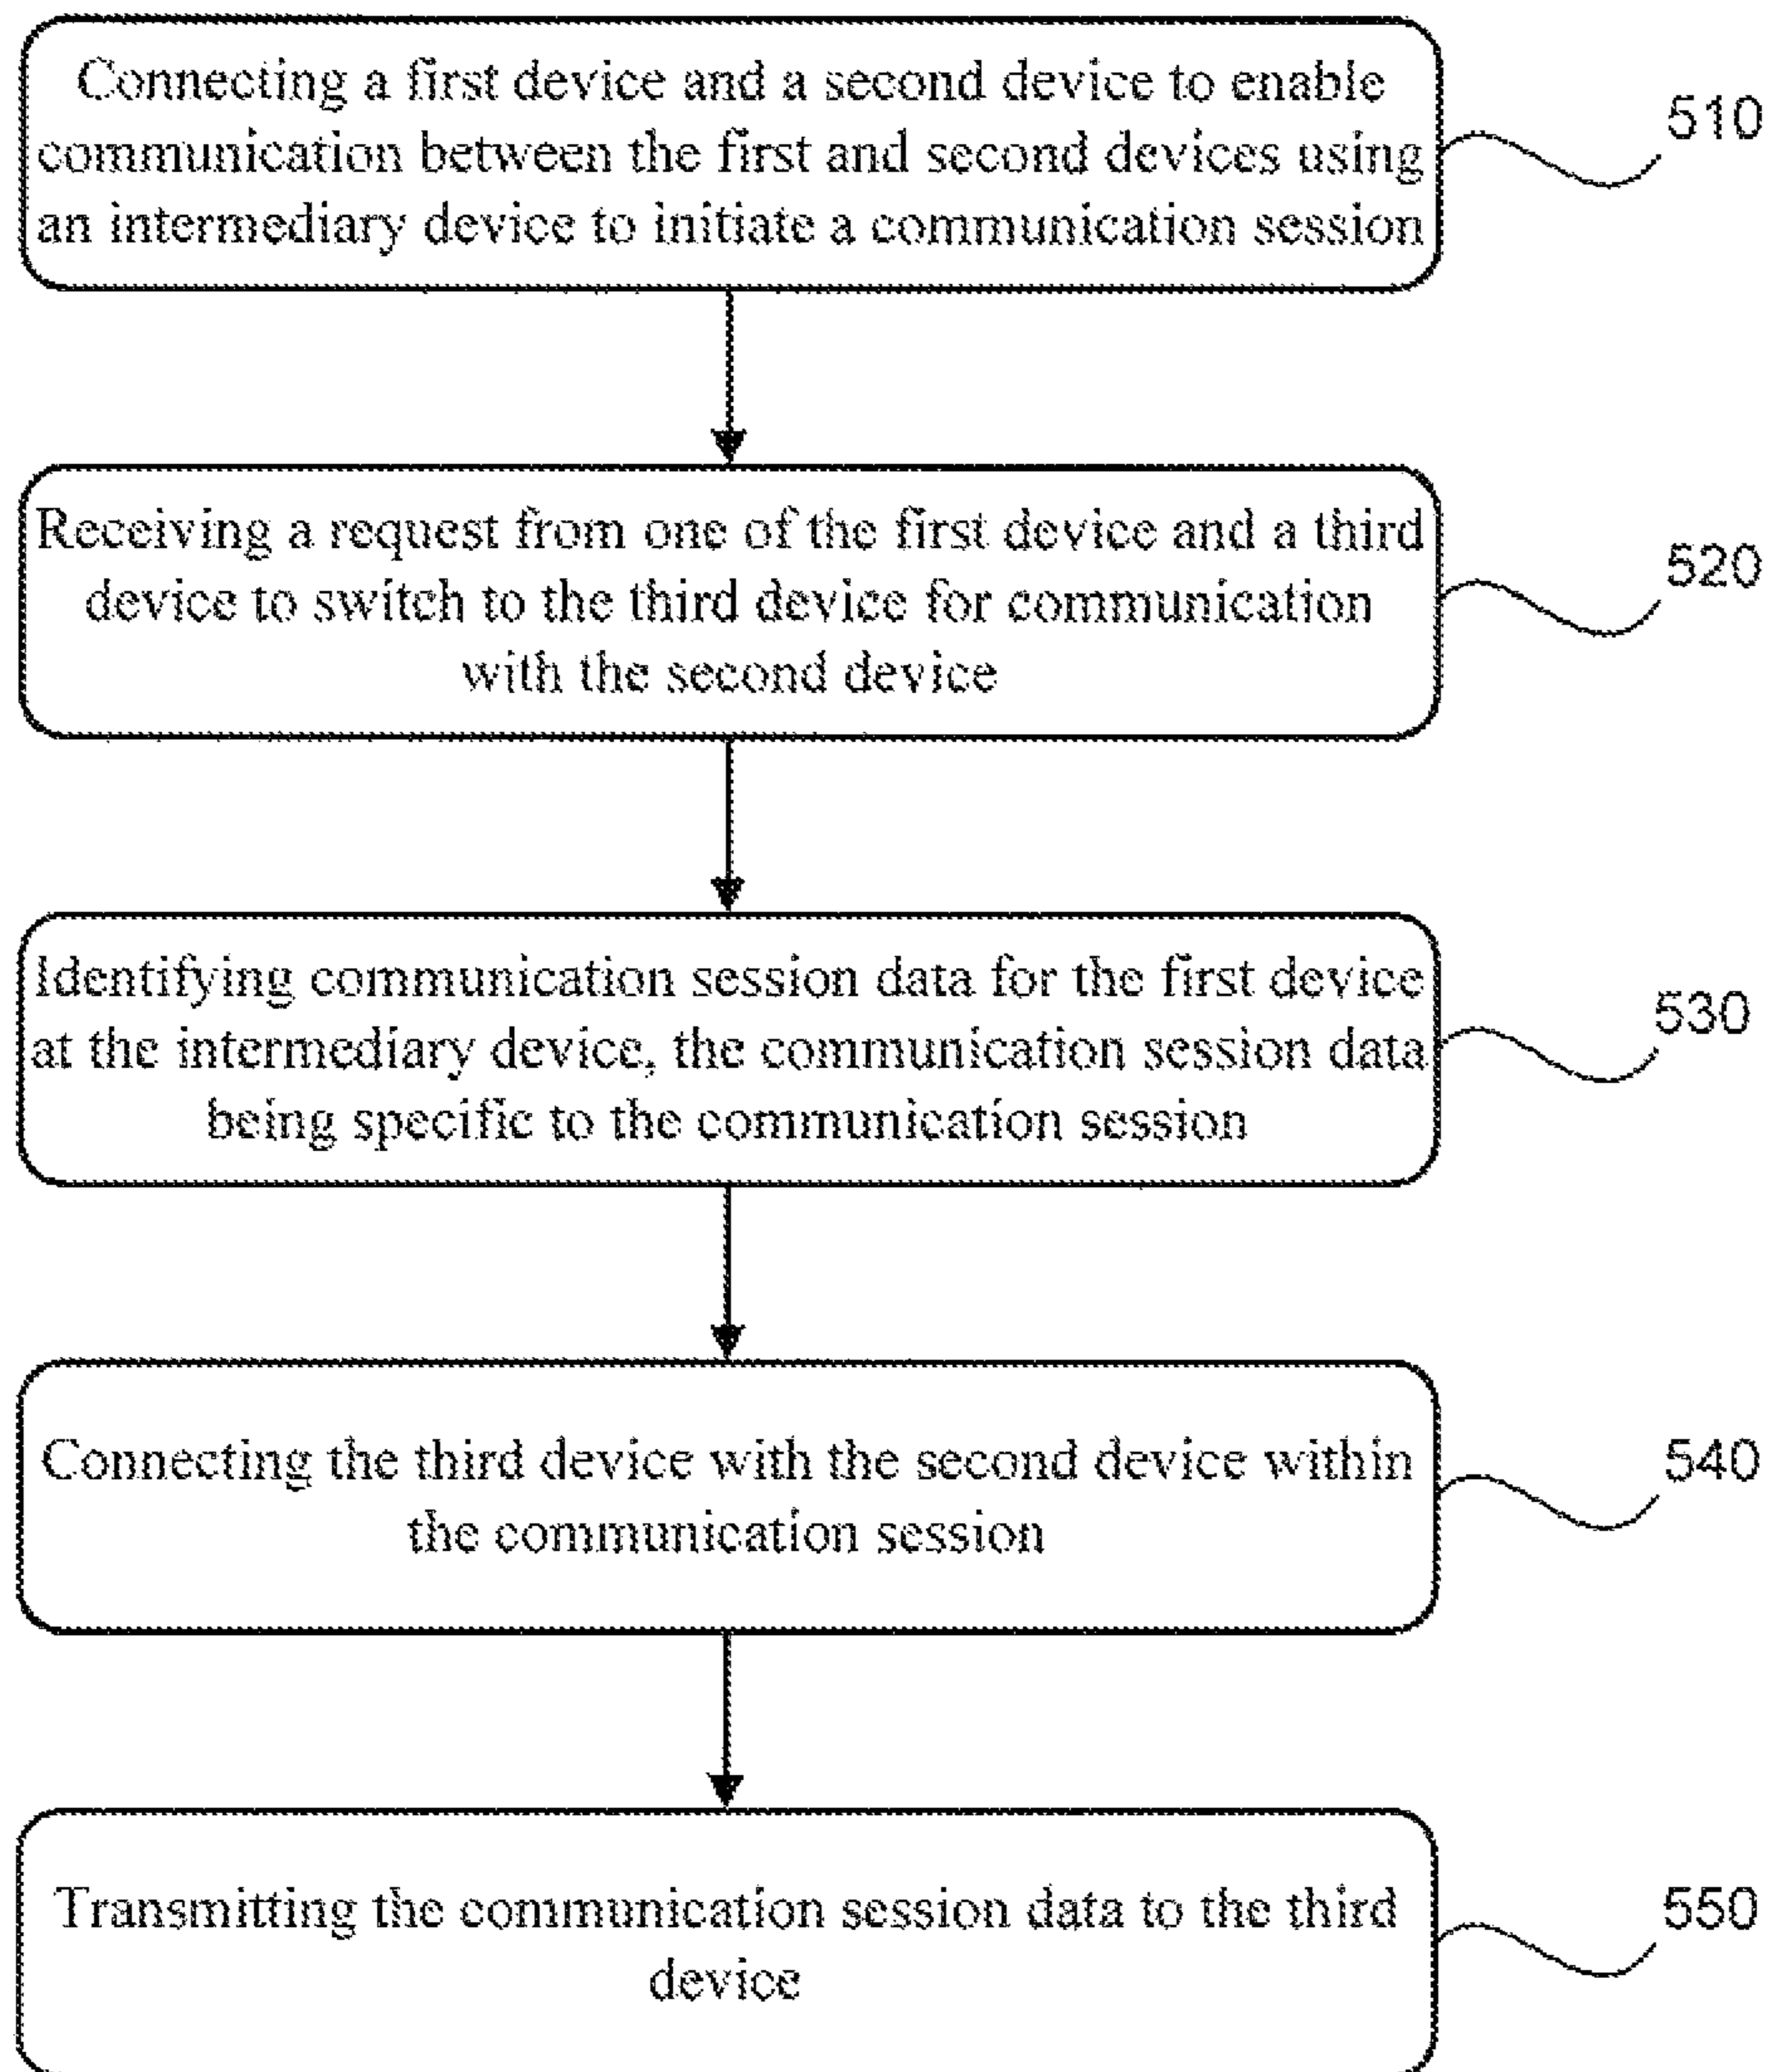 Connecting a first device and a second device to enable
communication between the first and second devices using
an intermediary device to initiate a communication session
510
Receiving a request from one of the first device and a third
device to switch to the third device for communication
with the second device
520
Identifying communication session data for the first device
at the intermediary device, the communication session data
being specific to the communication session
530
Connecting the third device with the second device within
the communication session
540
Transmitting the communication session data to the third
device
550